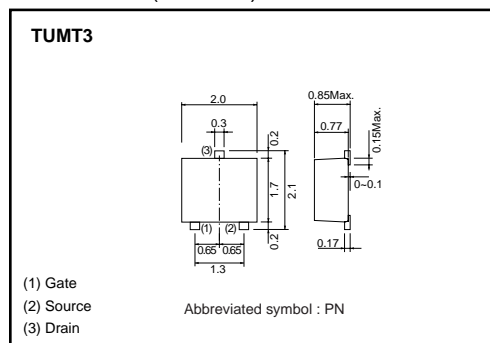 TUMT3
2.0
0.3
(3)
0.2
1.7
2.1
(1)
(2)
0.65
0.65
0.2
1.3
0.85Max.
0.77
0.15Max.
0~0.1
0.17
(1) Gate
(2) Source
(3) Drain
Abbreviated symbol : PN